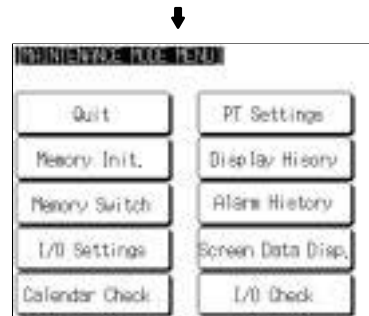 [MAINTENANCE MODE MENU]
Quit
PT Settings
Memory Init.
Display Hisory
Memory Switch
Alarm History
I/O Settings
Screen Data Disp.
Calendar Check
I/O Check